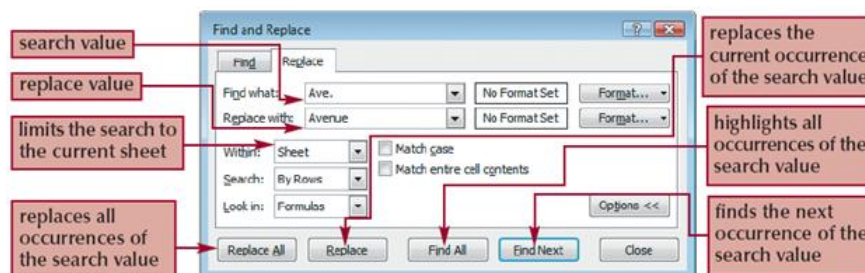 Find and Replace
search value
replace value
limits the search to
the current sheet
replaces all
occurrences of
the search value
Find
Replace
Find what:
Ave.
No Format Set
Format...
Replace with:
Avenue
No Format Set
Format...
Within:
Sheet
Match case
Search:
By Rows
Match entire cell contents
Look in:
Formulas
Options <<
Replace All
Replace
Find All
Find Next
Close
replaces the
current occurrence
of the search value
highlights all
occurrences of the
search value
finds the next
occurrence of the
search value